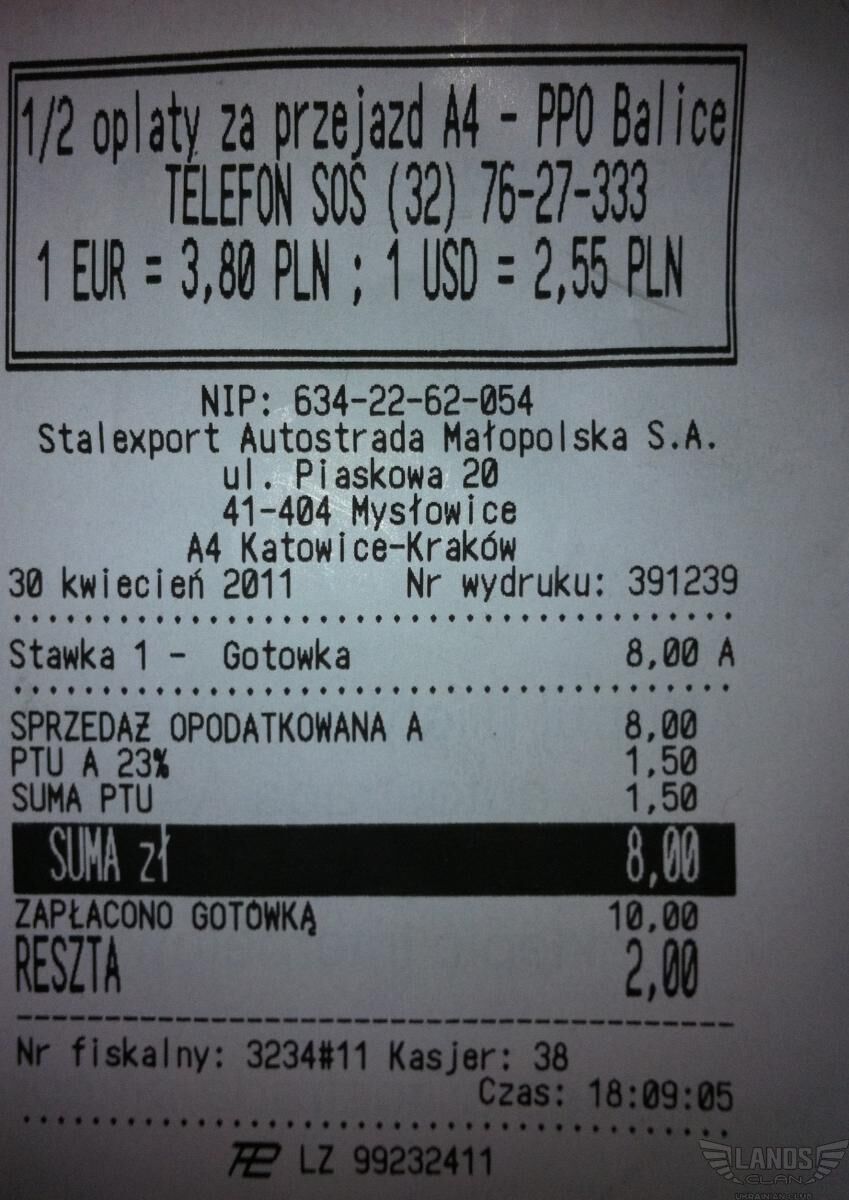 1/2 oplaty za przejazd A4 - PPO Balice
TELEFON SOS (32) 76-27-333
1 EUR = 3,80 PLN ; 1 USD = 2,55 PLN
NIP: 634-22-62-054
Stalexport Autostrada Małopolska S.A.
ul. Piaskowa 20
41-404 Mysłowice
A4 Katowice-Kraków
30 kwiecień 2011 Nr wydruku: 391239
Stawka 1 - Gotowka 8,00 A
SPRZEDAŻ OPODATKOWANA A 8,00
PTU A 23% 1,50
SUMA PTU 1,50
SUMA zł 8,00
ZAPŁACONO GOTÓWKĄ 10,00
RESZTA 2,00
Nr fiskalny: 3234#11 Kasjer: 38
Czas: 18:09:05
LZ 99232411
LANOS
CLAN
UKRAINIAN CLUB